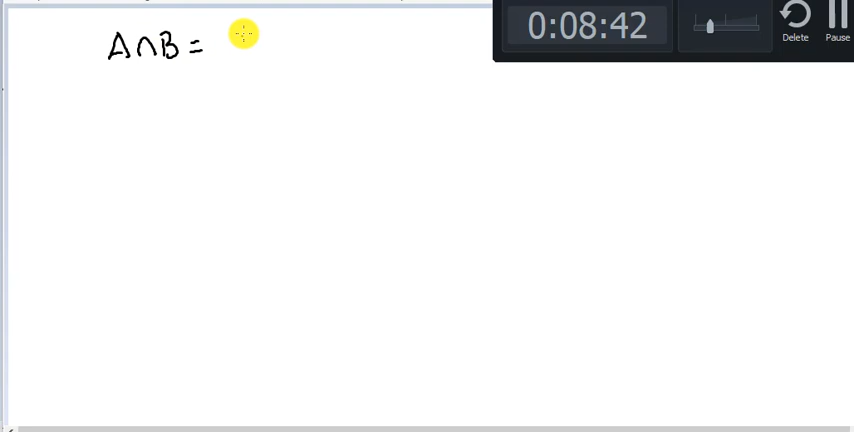 A∩B =
0:08:42
Delete
Pause